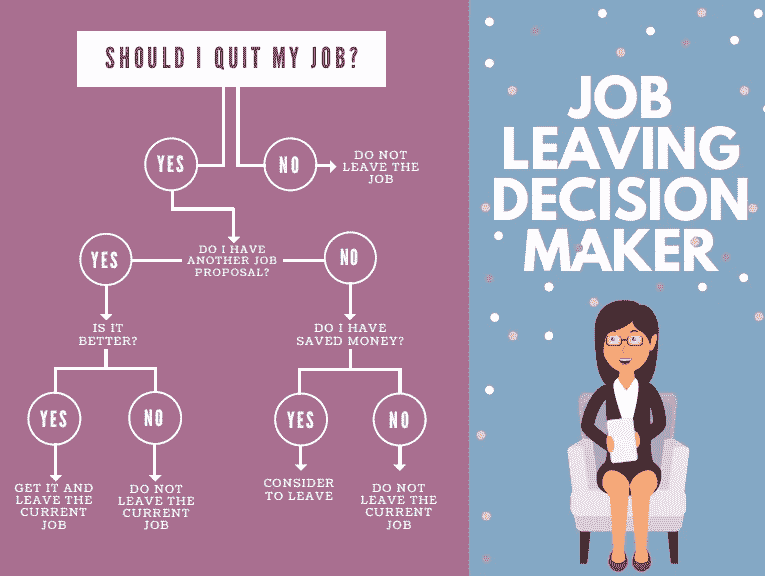 SHOULD I QUIT MY JOB?
YES
NO
DO NOT
LEAVE THE
JOB
YES
DO I HAVE
ANOTHER JOB
PROPOSAL?
NO
IS IT
BETTER?
DO I HAVE
SAVED MONEY?
YES
NO
YES
NO
GET IT AND
LEAVE THE
CURRENT
JOB
DO NOT
LEAVE THE
CURRENT
JOB
CONSIDER
TO LEAVE
DO NOT
LEAVE THE
CURRENT
JOB
JOB
LEAVING
DECISION
MAKER